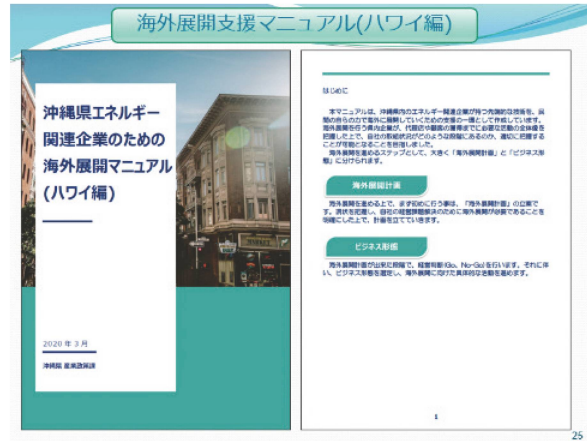 海外展開支援マニュアル(ハワイ編)
沖縄県エネルギー
関連企業のための
海外展開マニュアル
(ハワイ編)
2020 年 3 月
沖縄県 産業政策課
はじめに
本マニュアルは、沖縄県内のエネルギー関連企業が持つ先端的な技術を、民
間の自らの力で海外に展開していくための支援の一環として作成しています。
海外展開を行う県内企業が、代理店や顧客の獲得までに必要な活動の全体像を
把握した上で、自社の取組状況がどのような段階にあるのか、適切に把握する
ことが可能となることを目指しました。
海外展開を進めるステップとして、大きく「海外展開計画」と「ビジネス形
態」に分けられます。
海外展開計画
海外展開を進める上で、まず初めに行う事は、「海外展開計画」の立案で
す。現状を把握し、自社の経営課題解決のために海外展開が必要であることを
明確にした上で、計画を立てていきます。
ビジネス形態
海外展開計画が出来た段階で、経営判断(Go、No-Go)を行います。それに伴
い、ビジネス形態を選定し、海外展開に向けた具体的な活動を進めます。
1
25